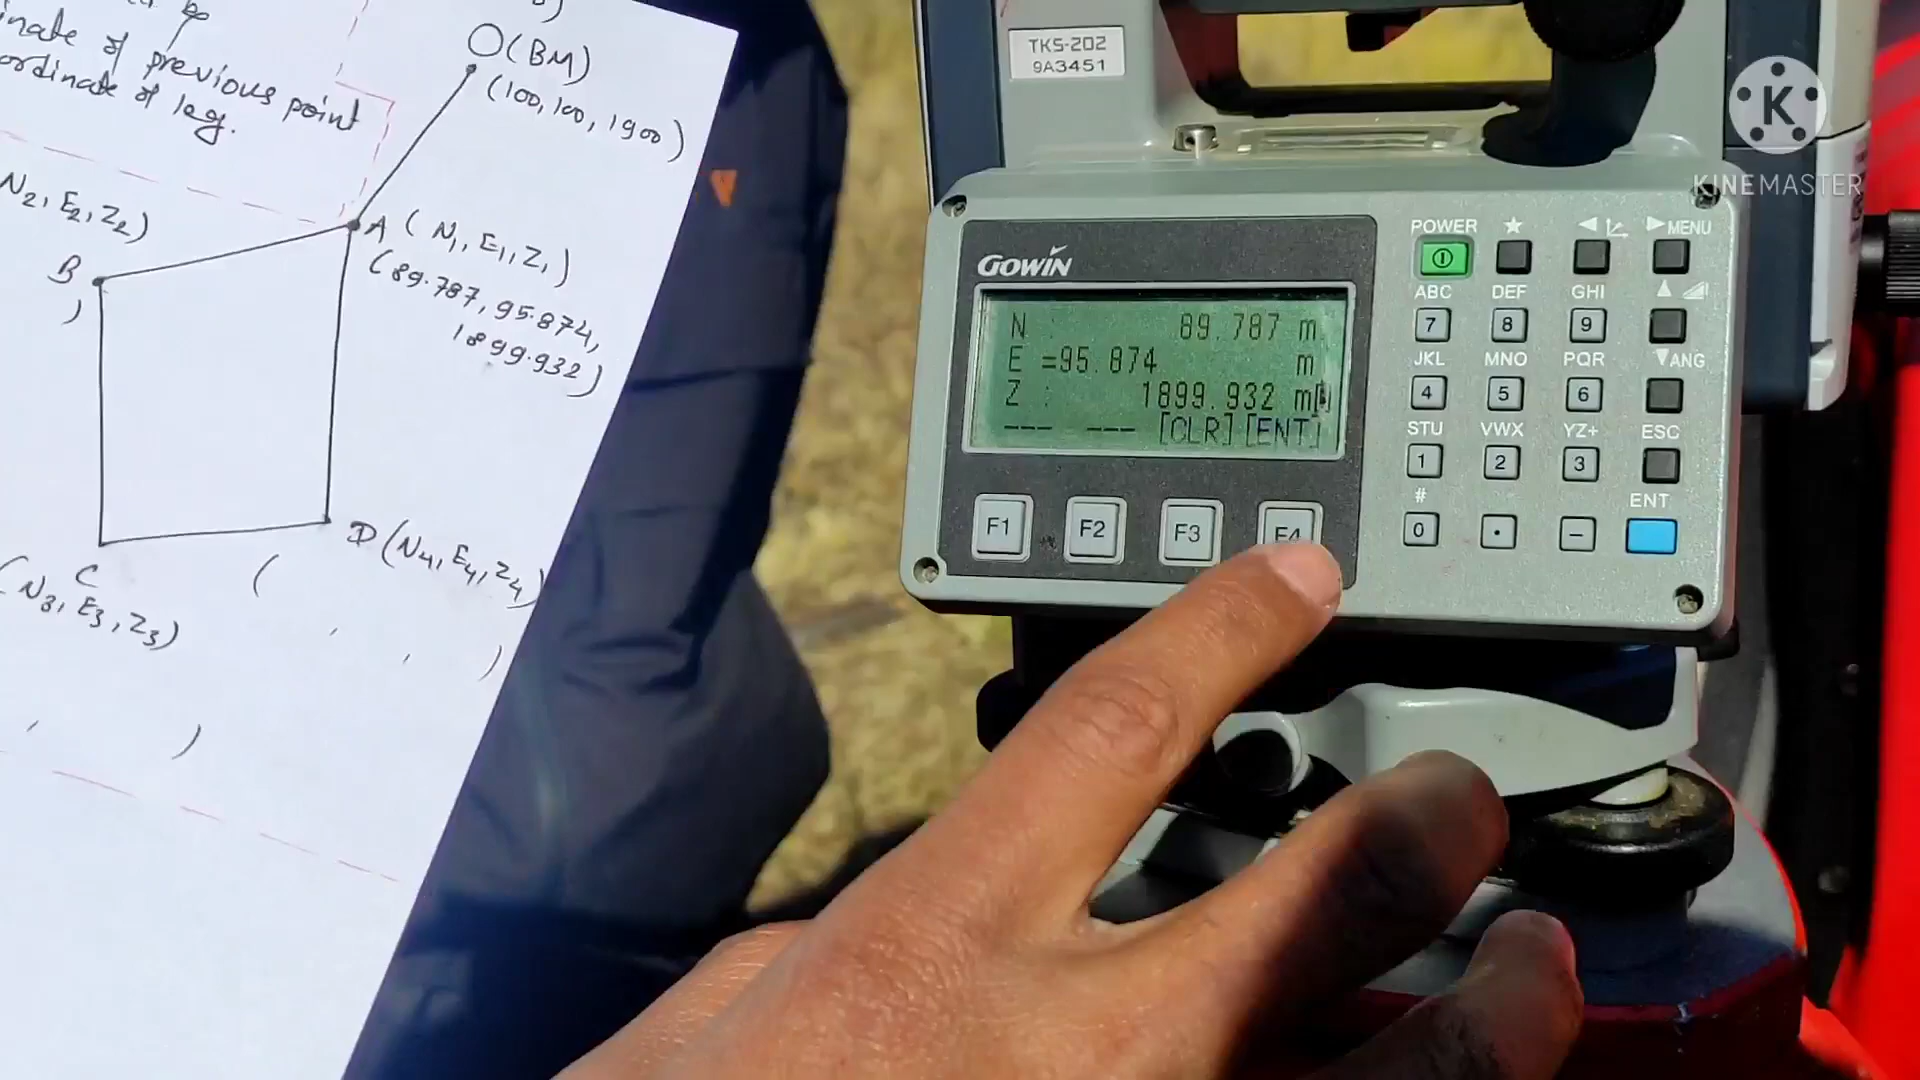 inate of previous point
ordinate of leg.
O(BM)
(100, 100, 1900)
N2, E2, Z2)
A (N1, E1, Z1)
(89.787, 95.874,
1899.932)
B
)
C
(N3, E3, Z3)
D (N4, E4, Z4)
( , , )
, )
TKS-202
9A3451
KINEMASTER
GOWIN
N : 89.787 m
E =95.874 m
Z : 1899.932 m
--- --- [CLR] [ENT]
F1 F2 F3 F4
POWER ★ ◀ ▶MENU
ABC DEF GHI ▲
7 8 9
JKL MNO PQR ▼ANG
4 5 6
STU VWX YZ+ ESC
1 2 3
# ENT
0 • −